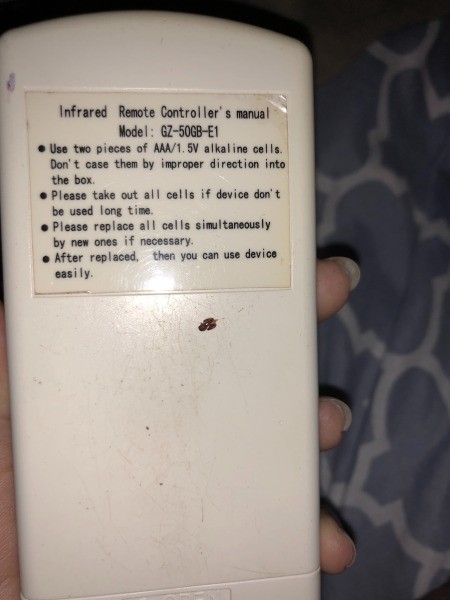 Infrared Remote Controller's manual
Model: GZ-50GB-E1
● Use two pieces of AAA/1.5V alkaline cells.
Don't case them by improper direction into
the box.
● Please take out all cells if device don't
be used long time.
● Please replace all cells simultaneously
by new ones if necessary.
● After replaced, then you can use device
easily.